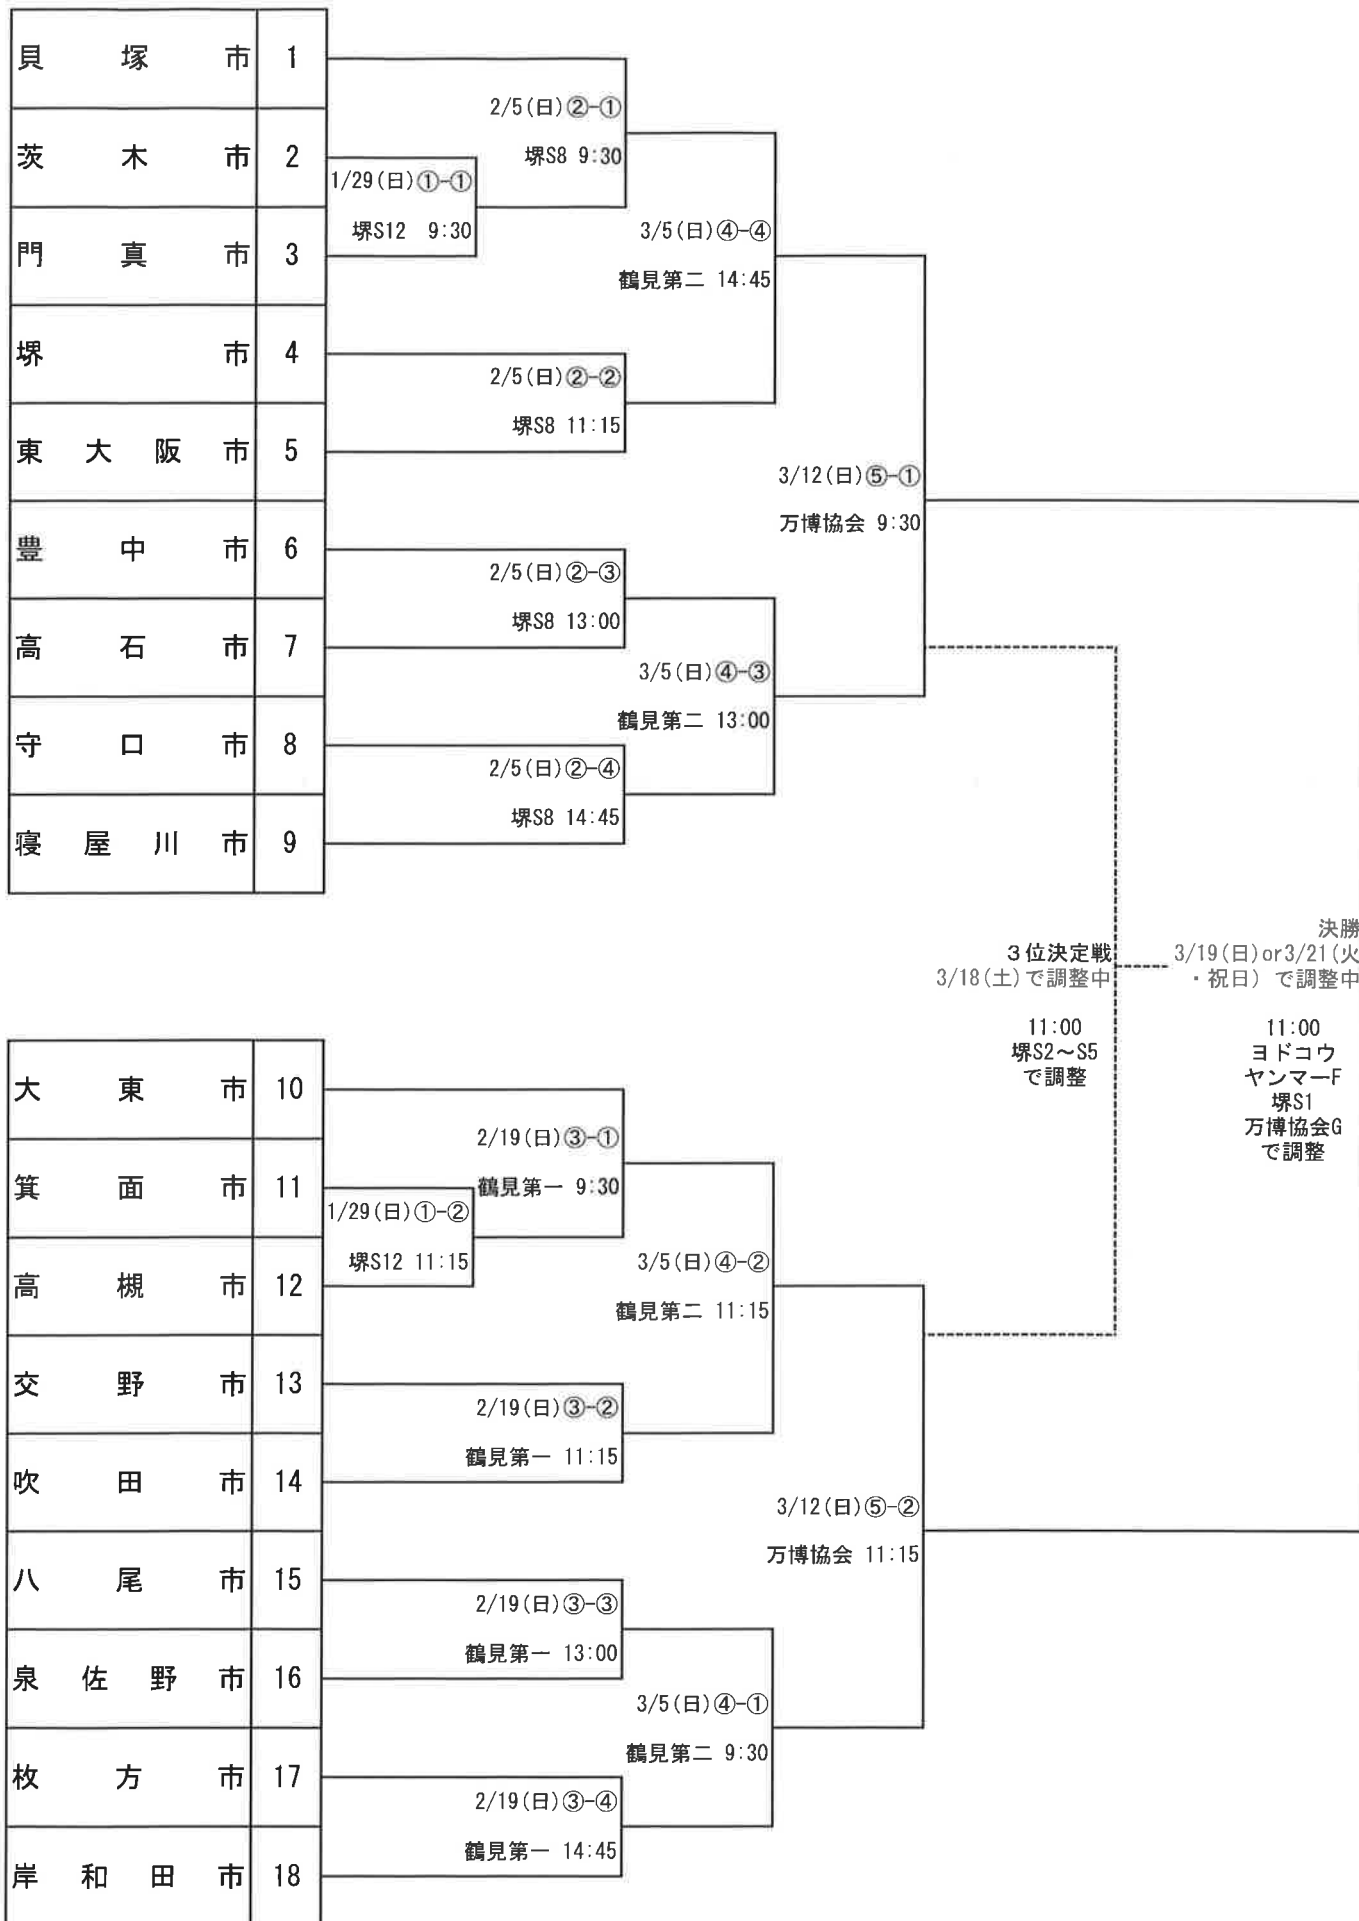 貝塚市 1
茨木市 2
門真市 3
堺市 4
東大阪市 5
豊中市 6
高石市 7
守口市 8
寝屋川市 9
1/29(日)①-①
堺S12 9:30
2/5(日)②-①
堺S8 9:30
2/5(日)②-②
堺S8 11:15
2/5(日)②-③
堺S8 13:00
2/5(日)②-④
堺S8 14:45
3/5(日)④-④
鶴見第二 14:45
3/5(日)④-③
鶴見第二 13:00
3/12(日)⑤-①
万博協会 9:30
3位決定戦
3/18(土)で調整中
11:00
堺S2～S5
で調整
決勝
3/19(日)or3/21(火
・祝日)で調整中
11:00
ヨドコウ
ヤンマーF
堺S1
万博協会G
で調整
大東市 10
箕面市 11
高槻市 12
交野市 13
吹田市 14
八尾市 15
泉佐野市 16
枚方市 17
岸和田市 18
1/29(日)①-②
堺S12 11:15
2/19(日)③-①
鶴見第一 9:30
2/19(日)③-②
鶴見第一 11:15
2/19(日)③-③
鶴見第一 13:00
2/19(日)③-④
鶴見第一 14:45
3/5(日)④-②
鶴見第二 11:15
3/5(日)④-①
鶴見第二 9:30
3/12(日)⑤-②
万博協会 11:15